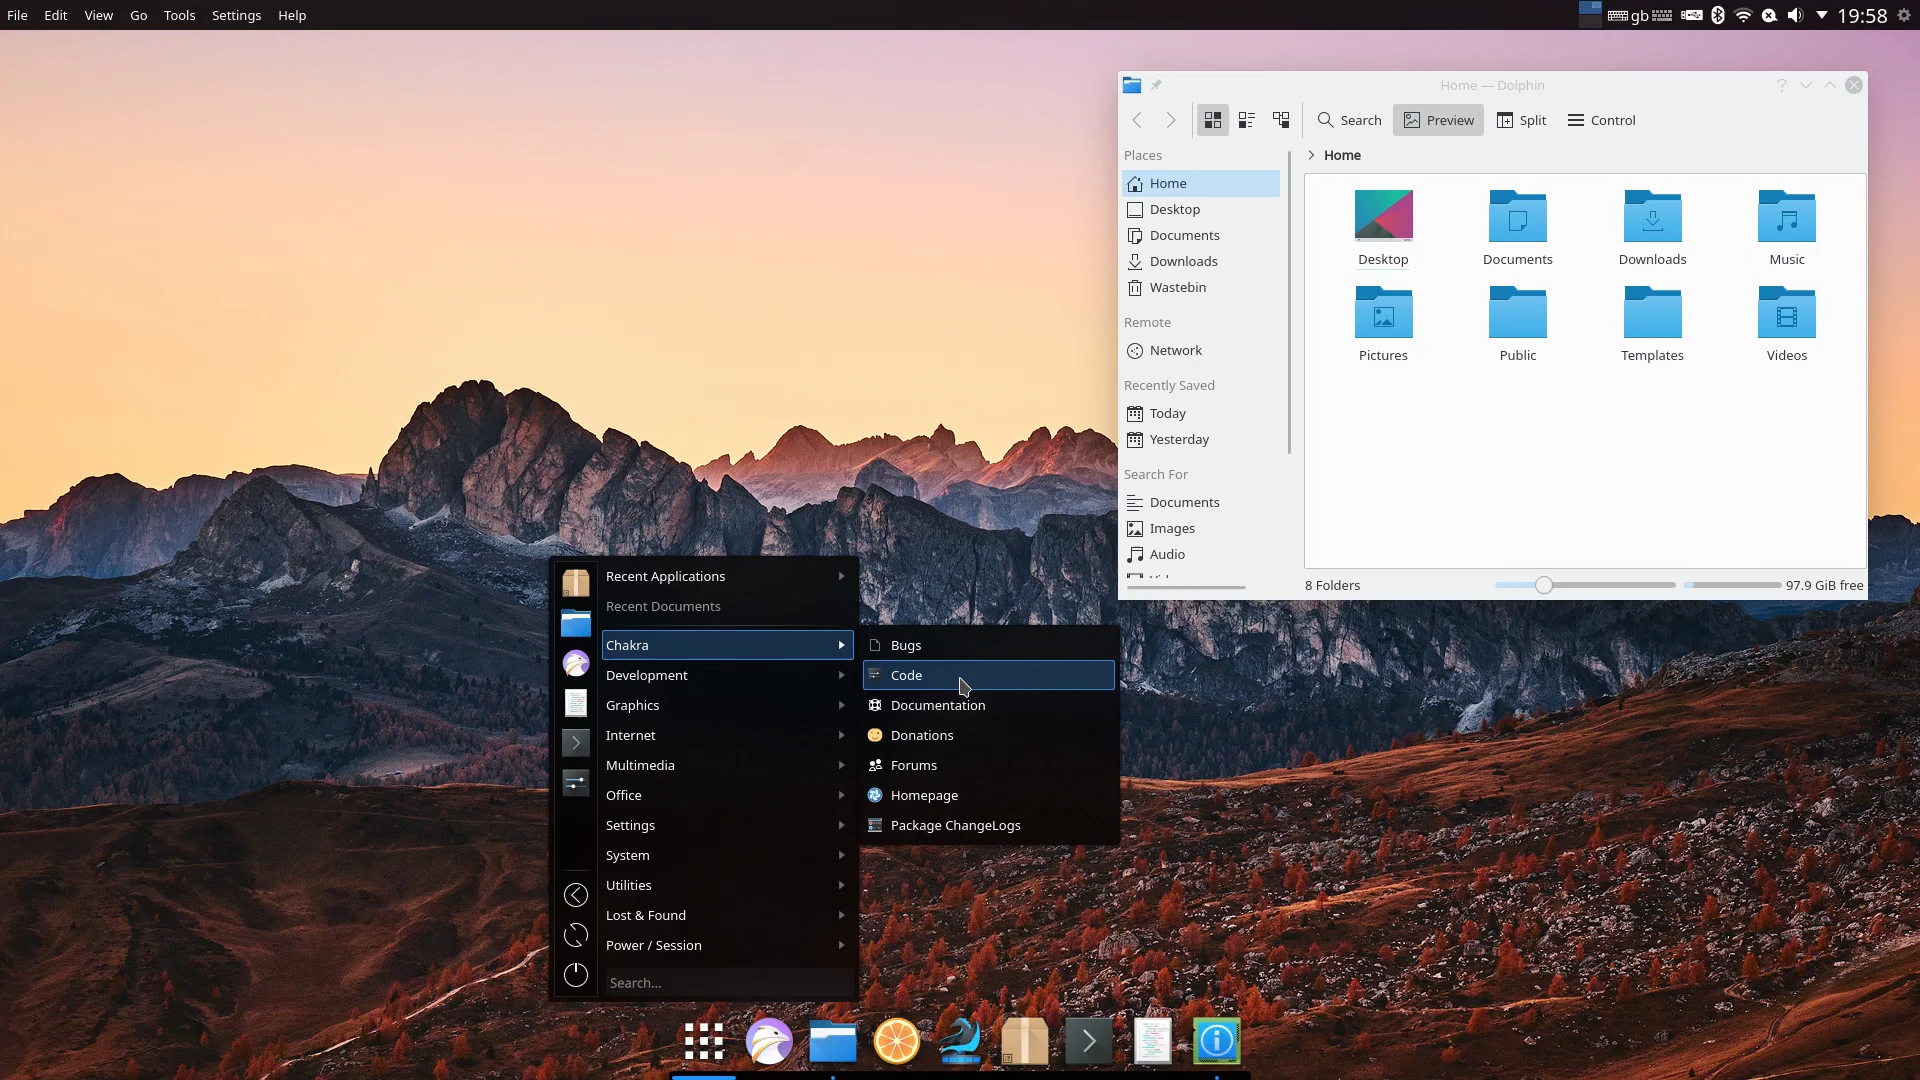 File Edit View Go Tools Settings Help
gb 19:58
Home — Dolphin
Search Preview Split Control
Places
Home
Desktop
Documents
Downloads
Wastebin
Remote
Network
Recently Saved
Today
Yesterday
Search For
Documents
Images
Audio
Home
Desktop Documents Downloads Music
Pictures Public Templates Videos
8 Folders 97.9 GiB free
Recent Applications
Recent Documents
Chakra
Development
Graphics
Internet
Multimedia
Office
Settings
System
Utilities
Lost & Found
Power / Session
Search...
Bugs
Code
Documentation
Donations
Forums
Homepage
Package ChangeLogs